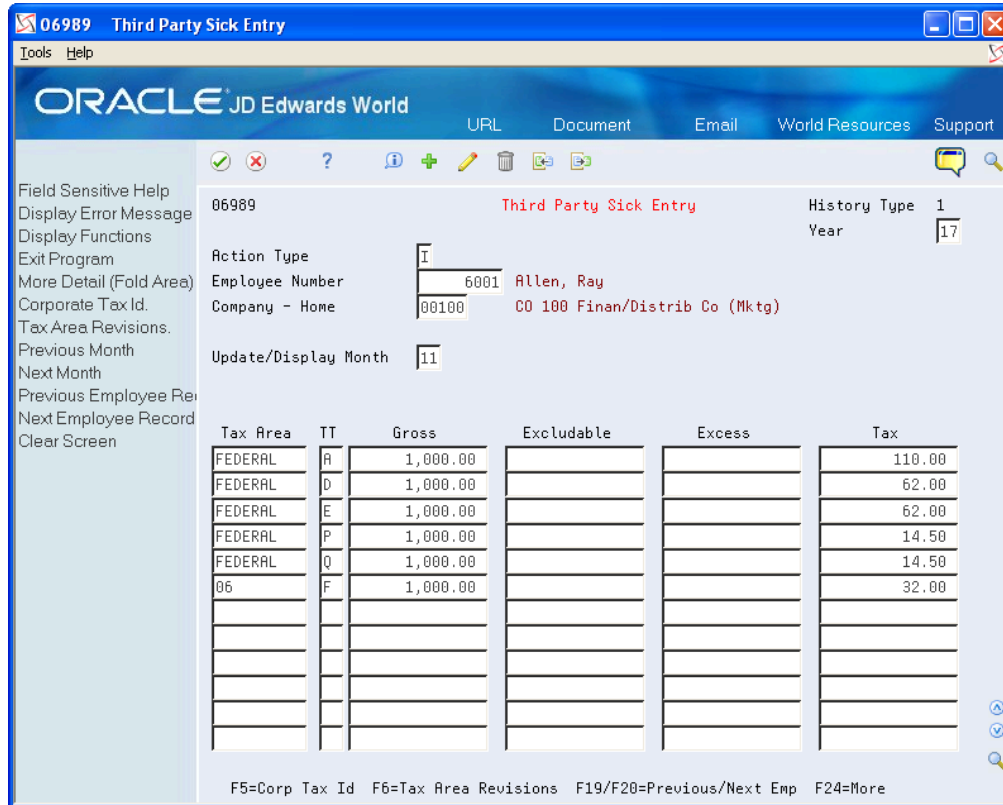 06989 Third Party Sick Entry
Tools Help
ORACLE JD Edwards World
URL Document Email World Resources Support
Field Sensitive Help
Display Error Message
Display Functions
Exit Program
More Detail (Fold Area)
Corporate Tax Id.
Tax Area Revisions.
Previous Month
Next Month
Previous Employee Re
Next Employee Record
Clear Screen
06989 Third Party Sick Entry History Type 1
Year 17
Action Type I
Employee Number 6001 Allen, Ray
Company - Home 00100 CO 100 Finan/Distrib Co (Mktg)
Update/Display Month 11
Tax Area TT Gross Excludable Excess Tax
FEDERAL A 1,000.00 110.00
FEDERAL D 1,000.00 62.00
FEDERAL E 1,000.00 62.00
FEDERAL P 1,000.00 14.50
FEDERAL Q 1,000.00 14.50
06 F 1,000.00 32.00
F5=Corp Tax Id F6=Tax Area Revisions F19/F20=Previous/Next Emp F24=More